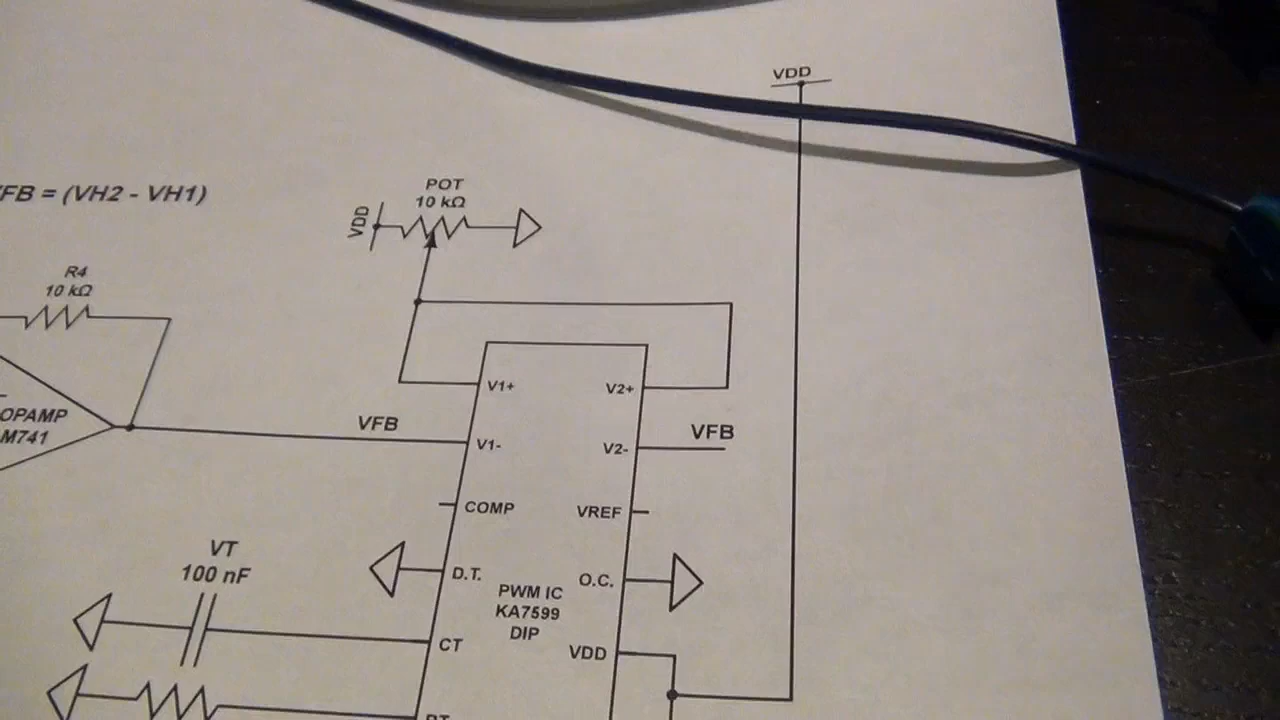 VDD
FB = (VH2 - VH1)
POT
10 kΩ
VDD
R4
10 kΩ
V1+
V2+
OPAMP
M741
VFB
V1-
V2-
VFB
COMP
VREF
VT
100 nF
D.T.
O.C.
PWM IC
KA7599
DIP
CT
VDD